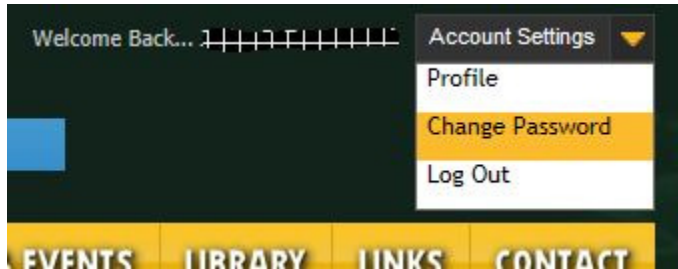 Welcome Back...
Account Settings
Profile
Change Password
Log Out
EVENTS LIBRARY LINKS CONTACT